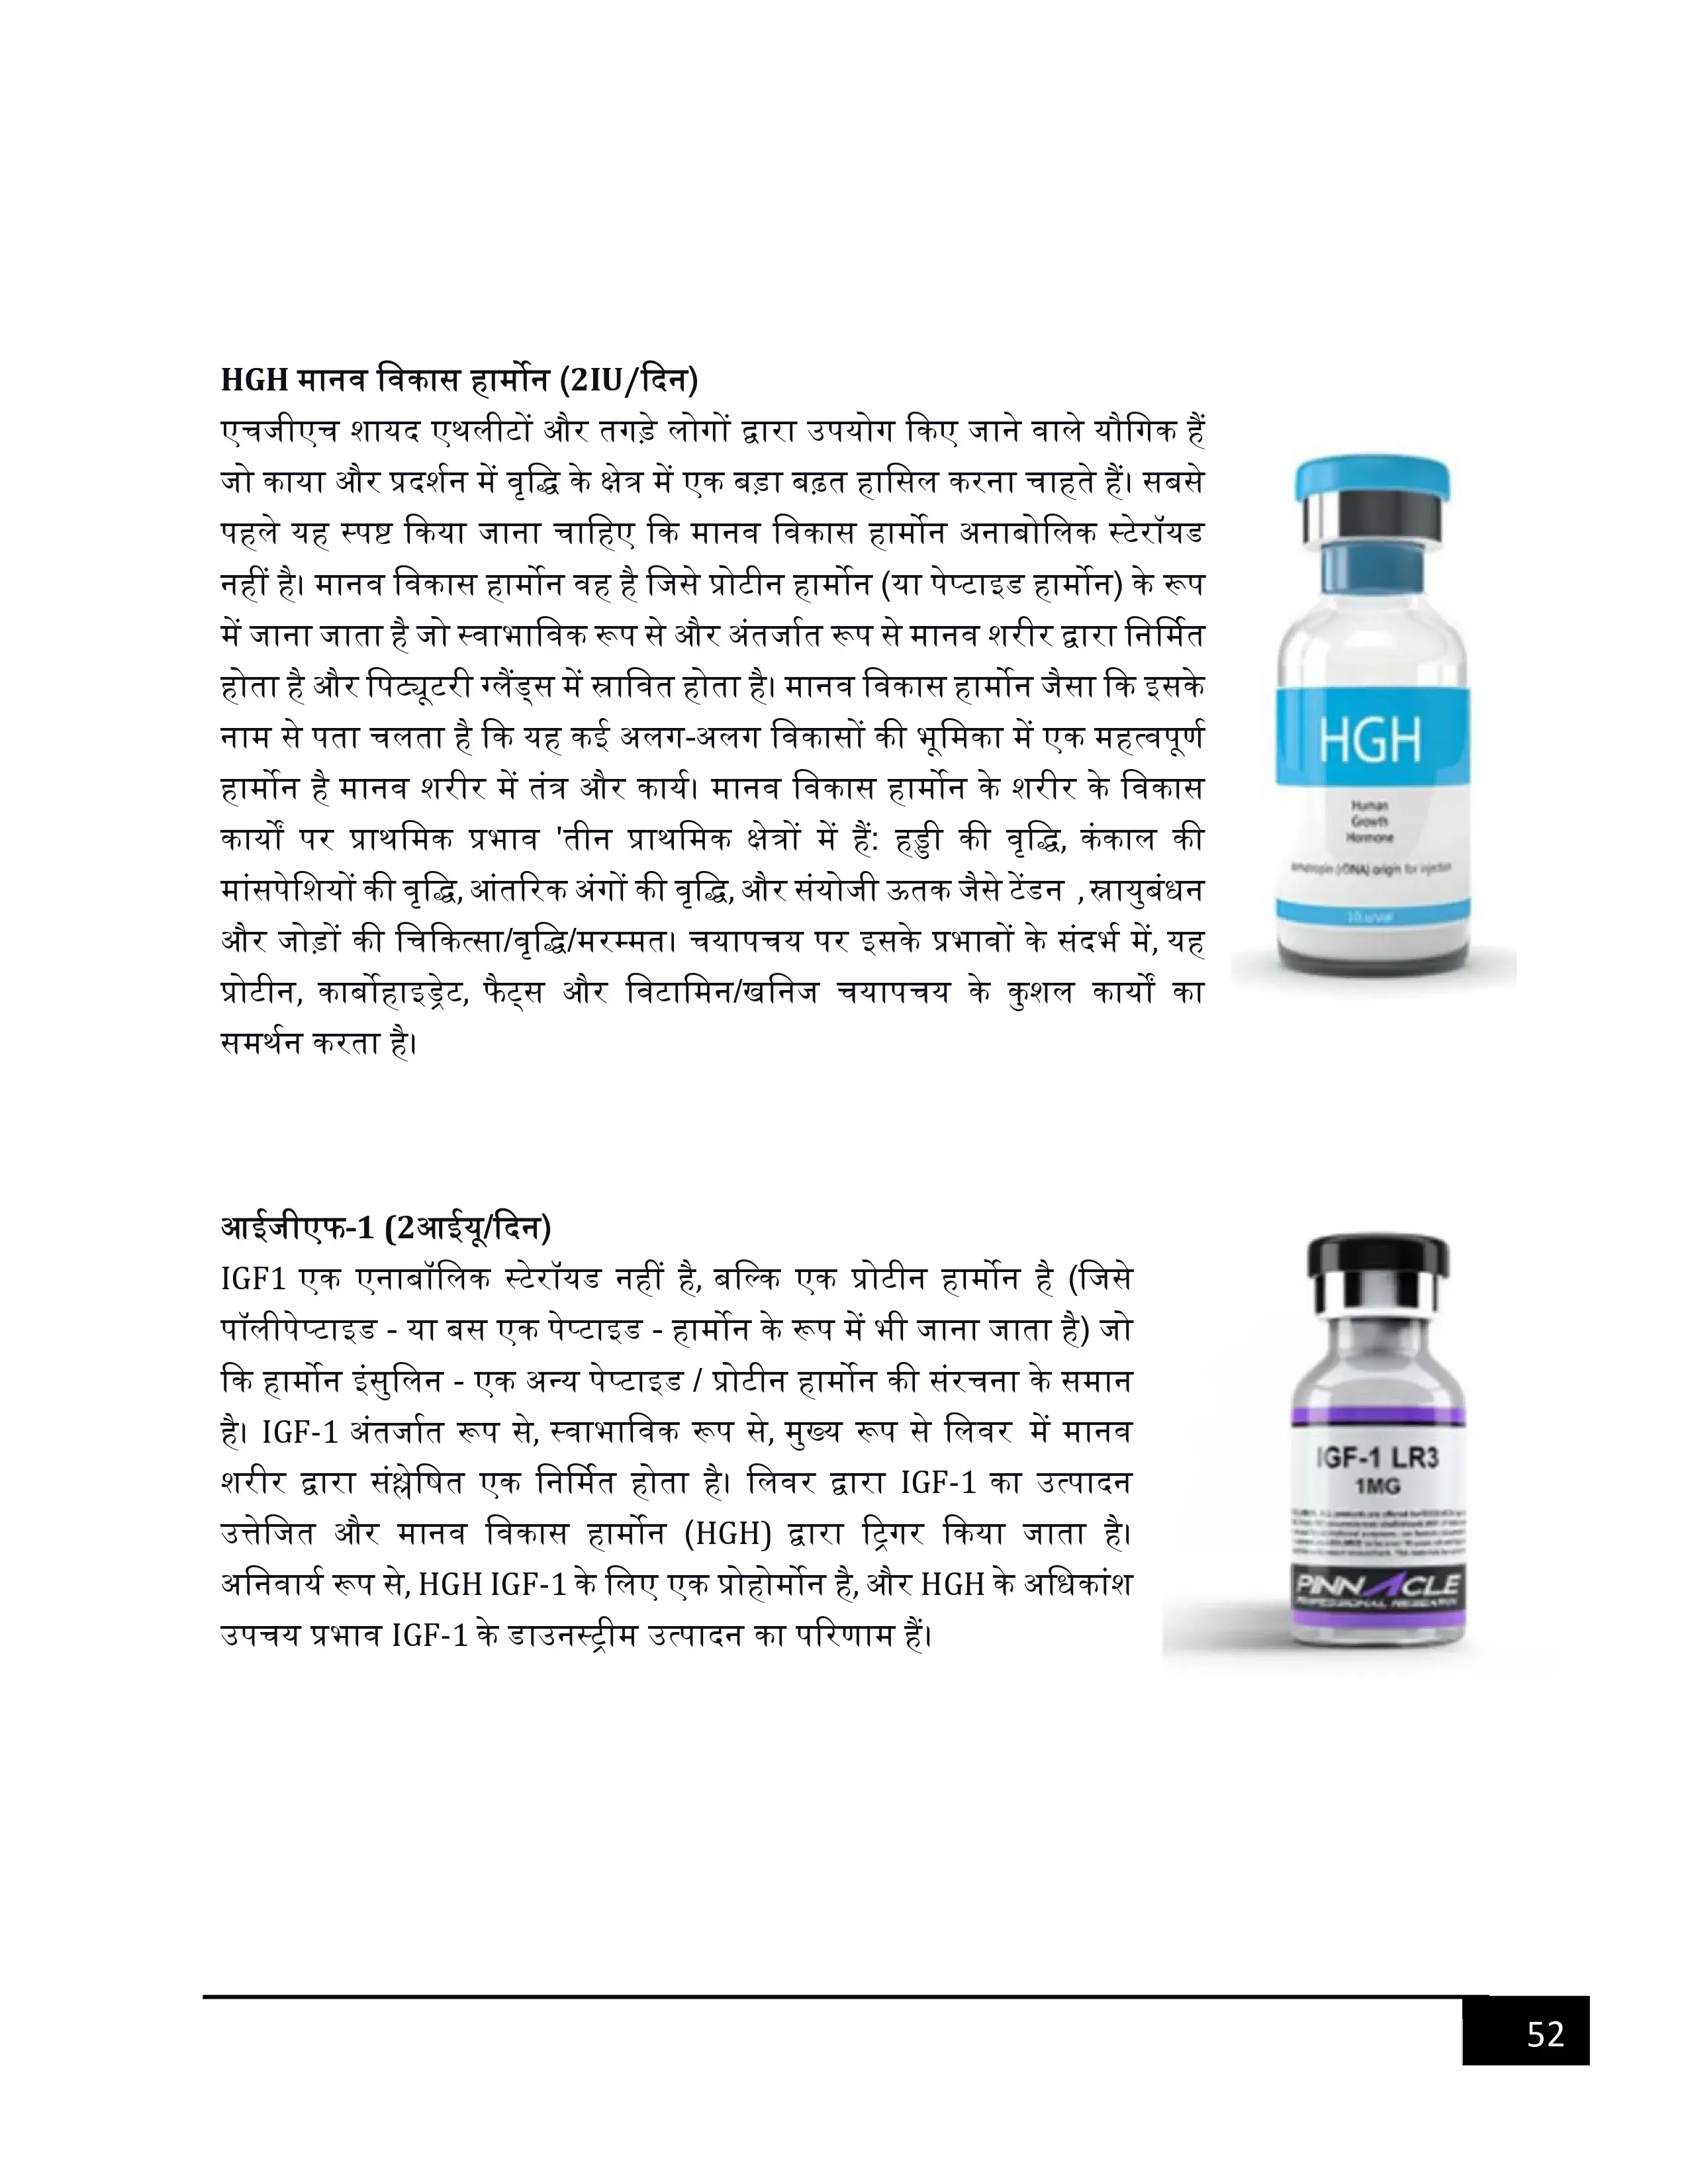 HGH मानव विकास हार्मोन (2IU/दिन)
एचजीएच शायद एथलीटों और तगड़े लोगों द्वारा उपयोग किए जाने वाले यौगिक हैं
जो काया और प्रदर्शन में वृद्धि के क्षेत्र में एक बड़ा बढ़त हासिल करना चाहते हैं। सबसे
पहले यह स्पष्ट किया जाना चाहिए कि मानव विकास हार्मोन अनाबोलिक स्टेरॉयड
नहीं है। मानव विकास हार्मोन वह है जिसे प्रोटीन हार्मोन (या पेप्टाइड हार्मोन) के रूप
में जाना जाता है जो स्वाभाविक रूप से और अंतर्जात रूप से मानव शरीर द्वारा निर्मित
होता है और पिट्यूटरी ग्लैंड्स में स्रावित होता है। मानव विकास हार्मोन जैसा कि इसके
नाम से पता चलता है कि यह कई अलग-अलग विकासों की भूमिका में एक महत्वपूर्ण
हार्मोन है मानव शरीर में तंत्र और कार्य। मानव विकास हार्मोन के शरीर के विकास
कार्यों पर प्राथमिक प्रभाव 'तीन प्राथमिक क्षेत्रों में हैं: हड्डी की वृद्धि, कंकाल की
मांसपेशियों की वृद्धि, आंतरिक अंगों की वृद्धि, और संयोजी ऊतक जैसे टेंडन , स्नायुबंधन
और जोड़ों की चिकित्सा/वृद्धि/मरम्मत। चयापचय पर इसके प्रभावों के संदर्भ में, यह
प्रोटीन, कार्बोहाइड्रेट, फैट्स और विटामिन/खनिज चयापचय के कुशल कार्यों का
समर्थन करता है।
HGH
Human
Growth
Hormone
(rDNA) origin for injection
आईजीएफ-1 (2आईयू/दिन)
IGF1 एक एनाबॉलिक स्टेरॉयड नहीं है, बल्कि एक प्रोटीन हार्मोन है (जिसे
पॉलीपेप्टाइड - या बस एक पेप्टाइड - हार्मोन के रूप में भी जाना जाता है) जो
कि हार्मोन इंसुलिन - एक अन्य पेप्टाइड / प्रोटीन हार्मोन की संरचना के समान
है। IGF-1 अंतर्जात रूप से, स्वाभाविक रूप से, मुख्य रूप से लिवर में मानव
शरीर द्वारा संश्लेषित एक निर्मित होता है। लिवर द्वारा IGF-1 का उत्पादन
उत्तेजित और मानव विकास हार्मोन (HGH) द्वारा ट्रिगर किया जाता है।
अनिवार्य रूप से, HGH IGF-1 के लिए एक प्रोहोर्मोन है, और HGH के अधिकांश
उपचय प्रभाव IGF-1 के डाउनस्ट्रीम उत्पादन का परिणाम हैं।
IGF-1 LR3
1MG
PINNACLE
PROFESSIONAL RESEARCH
52